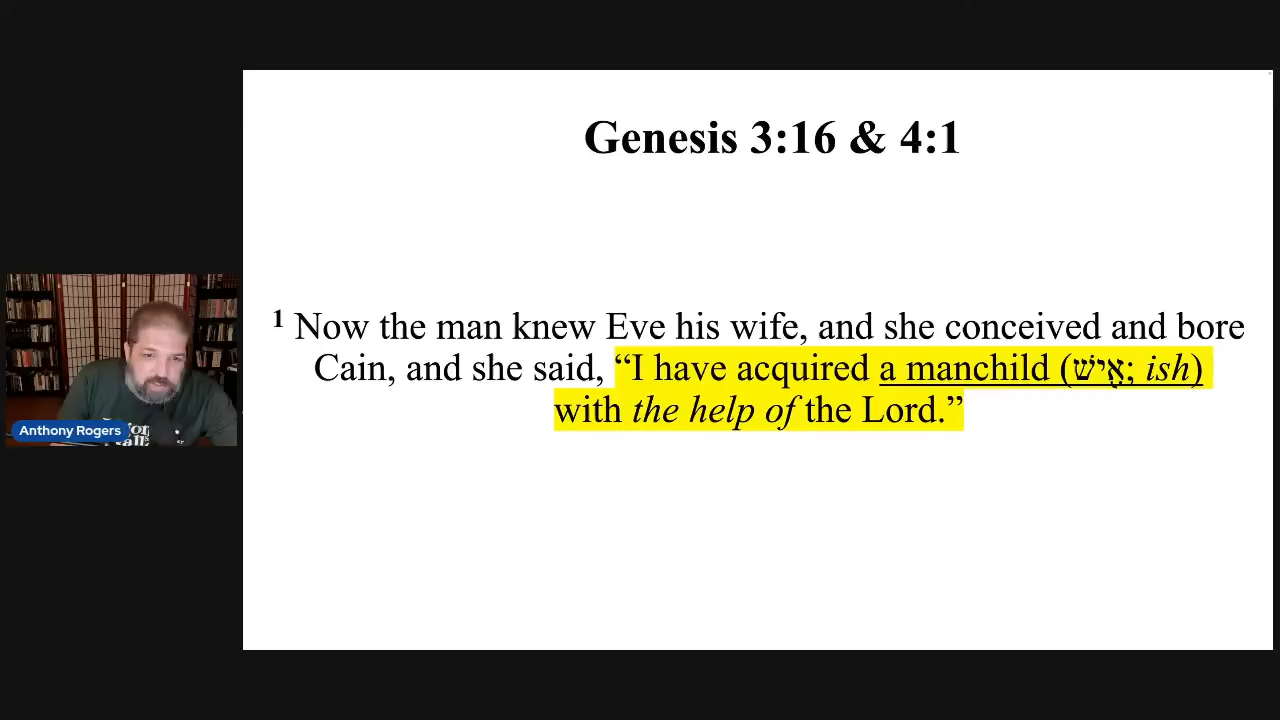 Genesis 3:16 & 4:1
1 Now the man knew Eve his wife, and she conceived and bore
Cain, and she said, “I have acquired a manchild (אִ֖ישׁ; ish)
with the help of the Lord.”
Anthony Rogers